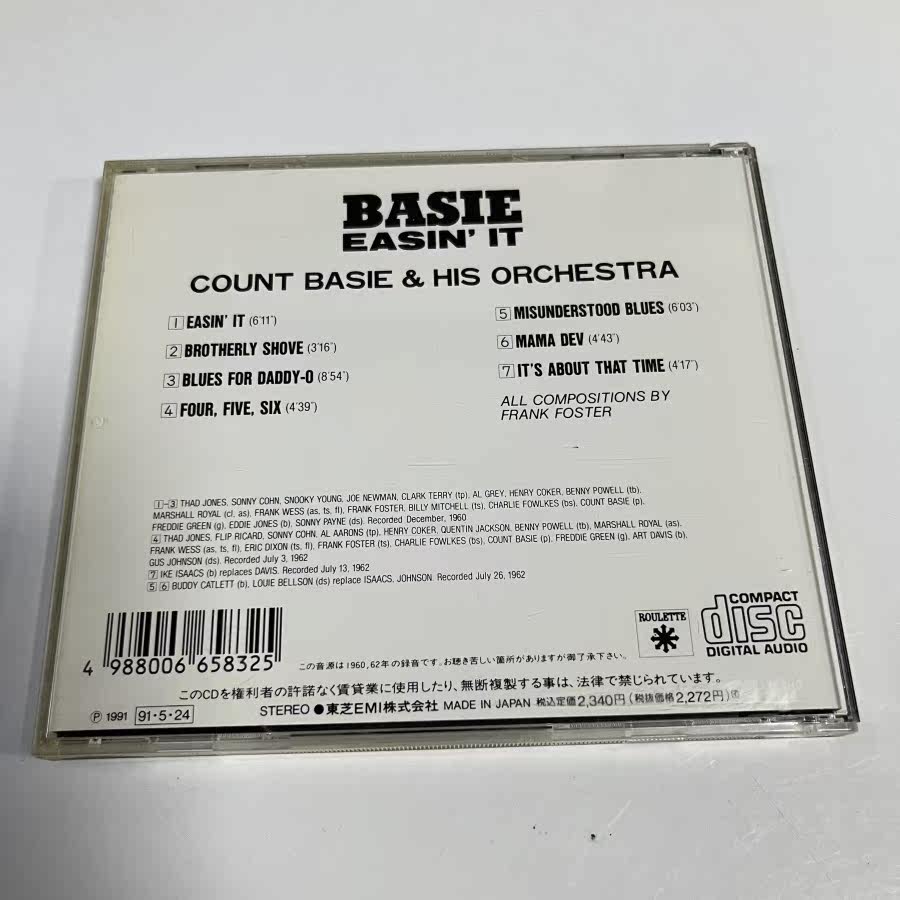 BASIE
EASIN' IT
COUNT BASIE & HIS ORCHESTRA
1 EASIN' IT (6'11")
2 BROTHERLY SHOVE (3'16")
3 BLUES FOR DADDY-O (8'54")
4 FOUR, FIVE, SIX (4'39")
5 MISUNDERSTOOD BLUES (6'03")
6 MAMA DEV (4'43")
7 IT'S ABOUT THAT TIME (4'17")
ALL COMPOSITIONS BY
FRANK FOSTER
1-3 THAD JONES, SONNY COHN, SNOOKY YOUNG, JOE NEWMAN, CLARK TERRY (tp), AL GREY, HENRY COKER, BENNY POWELL (tb),
MARSHALL ROYAL (cl, as), FRANK WESS (as, ts, fl), FRANK FOSTER, BILLY MITCHELL (ts), CHARLIE FOWLKES (bs), COUNT BASIE (p),
FREDDIE GREEN (g), EDDIE JONES (b), SONNY PAYNE (ds). Recorded December, 1960
4 THAD JONES, FLIP RICARD, SONNY COHN, AL AARONS (tp), HENRY COKER, QUENTIN JACKSON, BENNY POWELL (tb), MARSHALL ROYAL (as),
FRANK WESS (as, ts, fl), ERIC DIXON (ts, fl), FRANK FOSTER (ts), CHARLIE FOWLKES (bs), COUNT BASIE (p), FREDDIE GREEN (g), ART DAVIS (b),
GUS JOHNSON (ds). Recorded July 3, 1962
7 IKE ISAACS (b) replaces DAVIS. Recorded July 13, 1962
5 6 BUDDY CATLETT (b), LOUIE BELLSON (ds) replace ISAACS, JOHNSON. Recorded July 26, 1962
4 988006 658325
ROULETTE
COMPACT
disc
DIGITAL AUDIO
この音源は1960,62年の録音です。お聴き苦しい箇所がありますが御了承下さい。
このCDを権利者の許諾なく賃貸業に使用したり、無断複製する事は、法律で禁じられています。
Ⓟ 1991 91・5・24 STEREO ●東芝EMI株式会社 MADE IN JAPAN 税込定価2,340円(税抜価格2,272円)